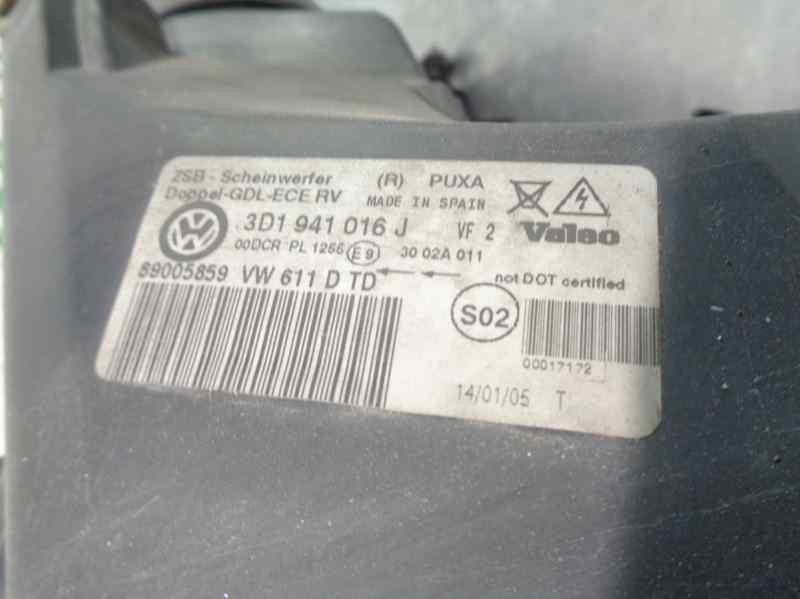 ZSB - Scheinwerfer (R) PUXA
Doppel-GDL-ECE RV MADE IN SPAIN
3D1 941 016 J VF 2 Valeo
00DCR PL 1256 E9 30 02A 011
89005859 VW 611 D TD not DOT certified
S02
00017172
14/01/05 T